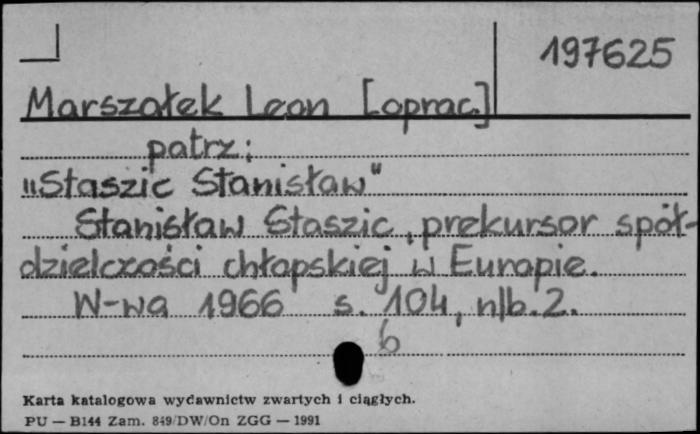 197625
Marszałek Leon [oprac.]
patrz:
"Staszic Stanisław"
Stanisław Staszic, prekursor spół-
dzielczości chłopskiej w Europie.
W-wa 1966 s. 104, nlb. 2.
b
Karta katalogowa wydawnictw zwartych i ciągłych.
PU — B144 Zam. 849/DW/On ZGG — 1991